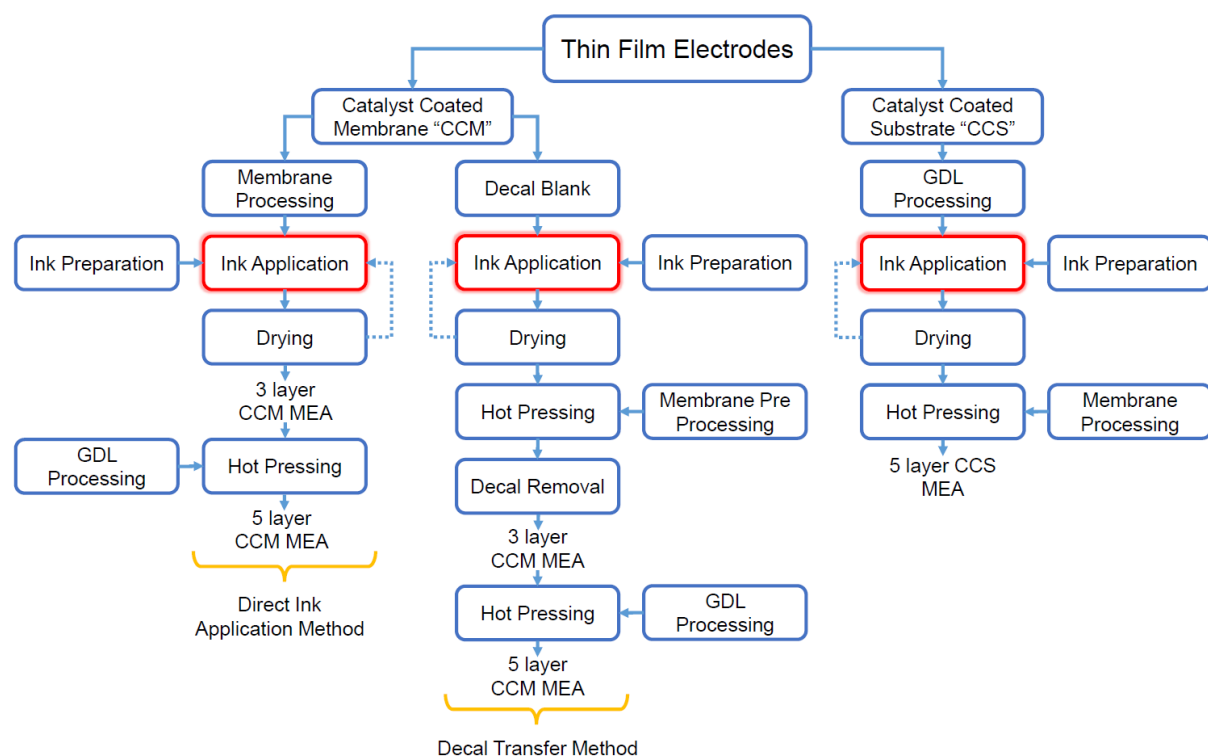 Thin Film Electrodes
Catalyst Coated
Membrane “CCM”
Catalyst Coated
Substrate “CCS”
Membrane
Processing
Decal Blank
GDL
Processing
Ink Preparation
Ink Application
Ink Application
Ink Preparation
Ink Application
Ink Preparation
Drying
Drying
Drying
3 layer
CCM MEA
Hot Pressing
Membrane Pre
Processing
Hot Pressing
Membrane
Processing
GDL
Processing
Hot Pressing
Decal Removal
5 layer CCS
MEA
5 layer
CCM MEA
3 layer
CCM MEA
Direct Ink
Application Method
Hot Pressing
GDL
Processing
5 layer
CCM MEA
Decal Transfer Method